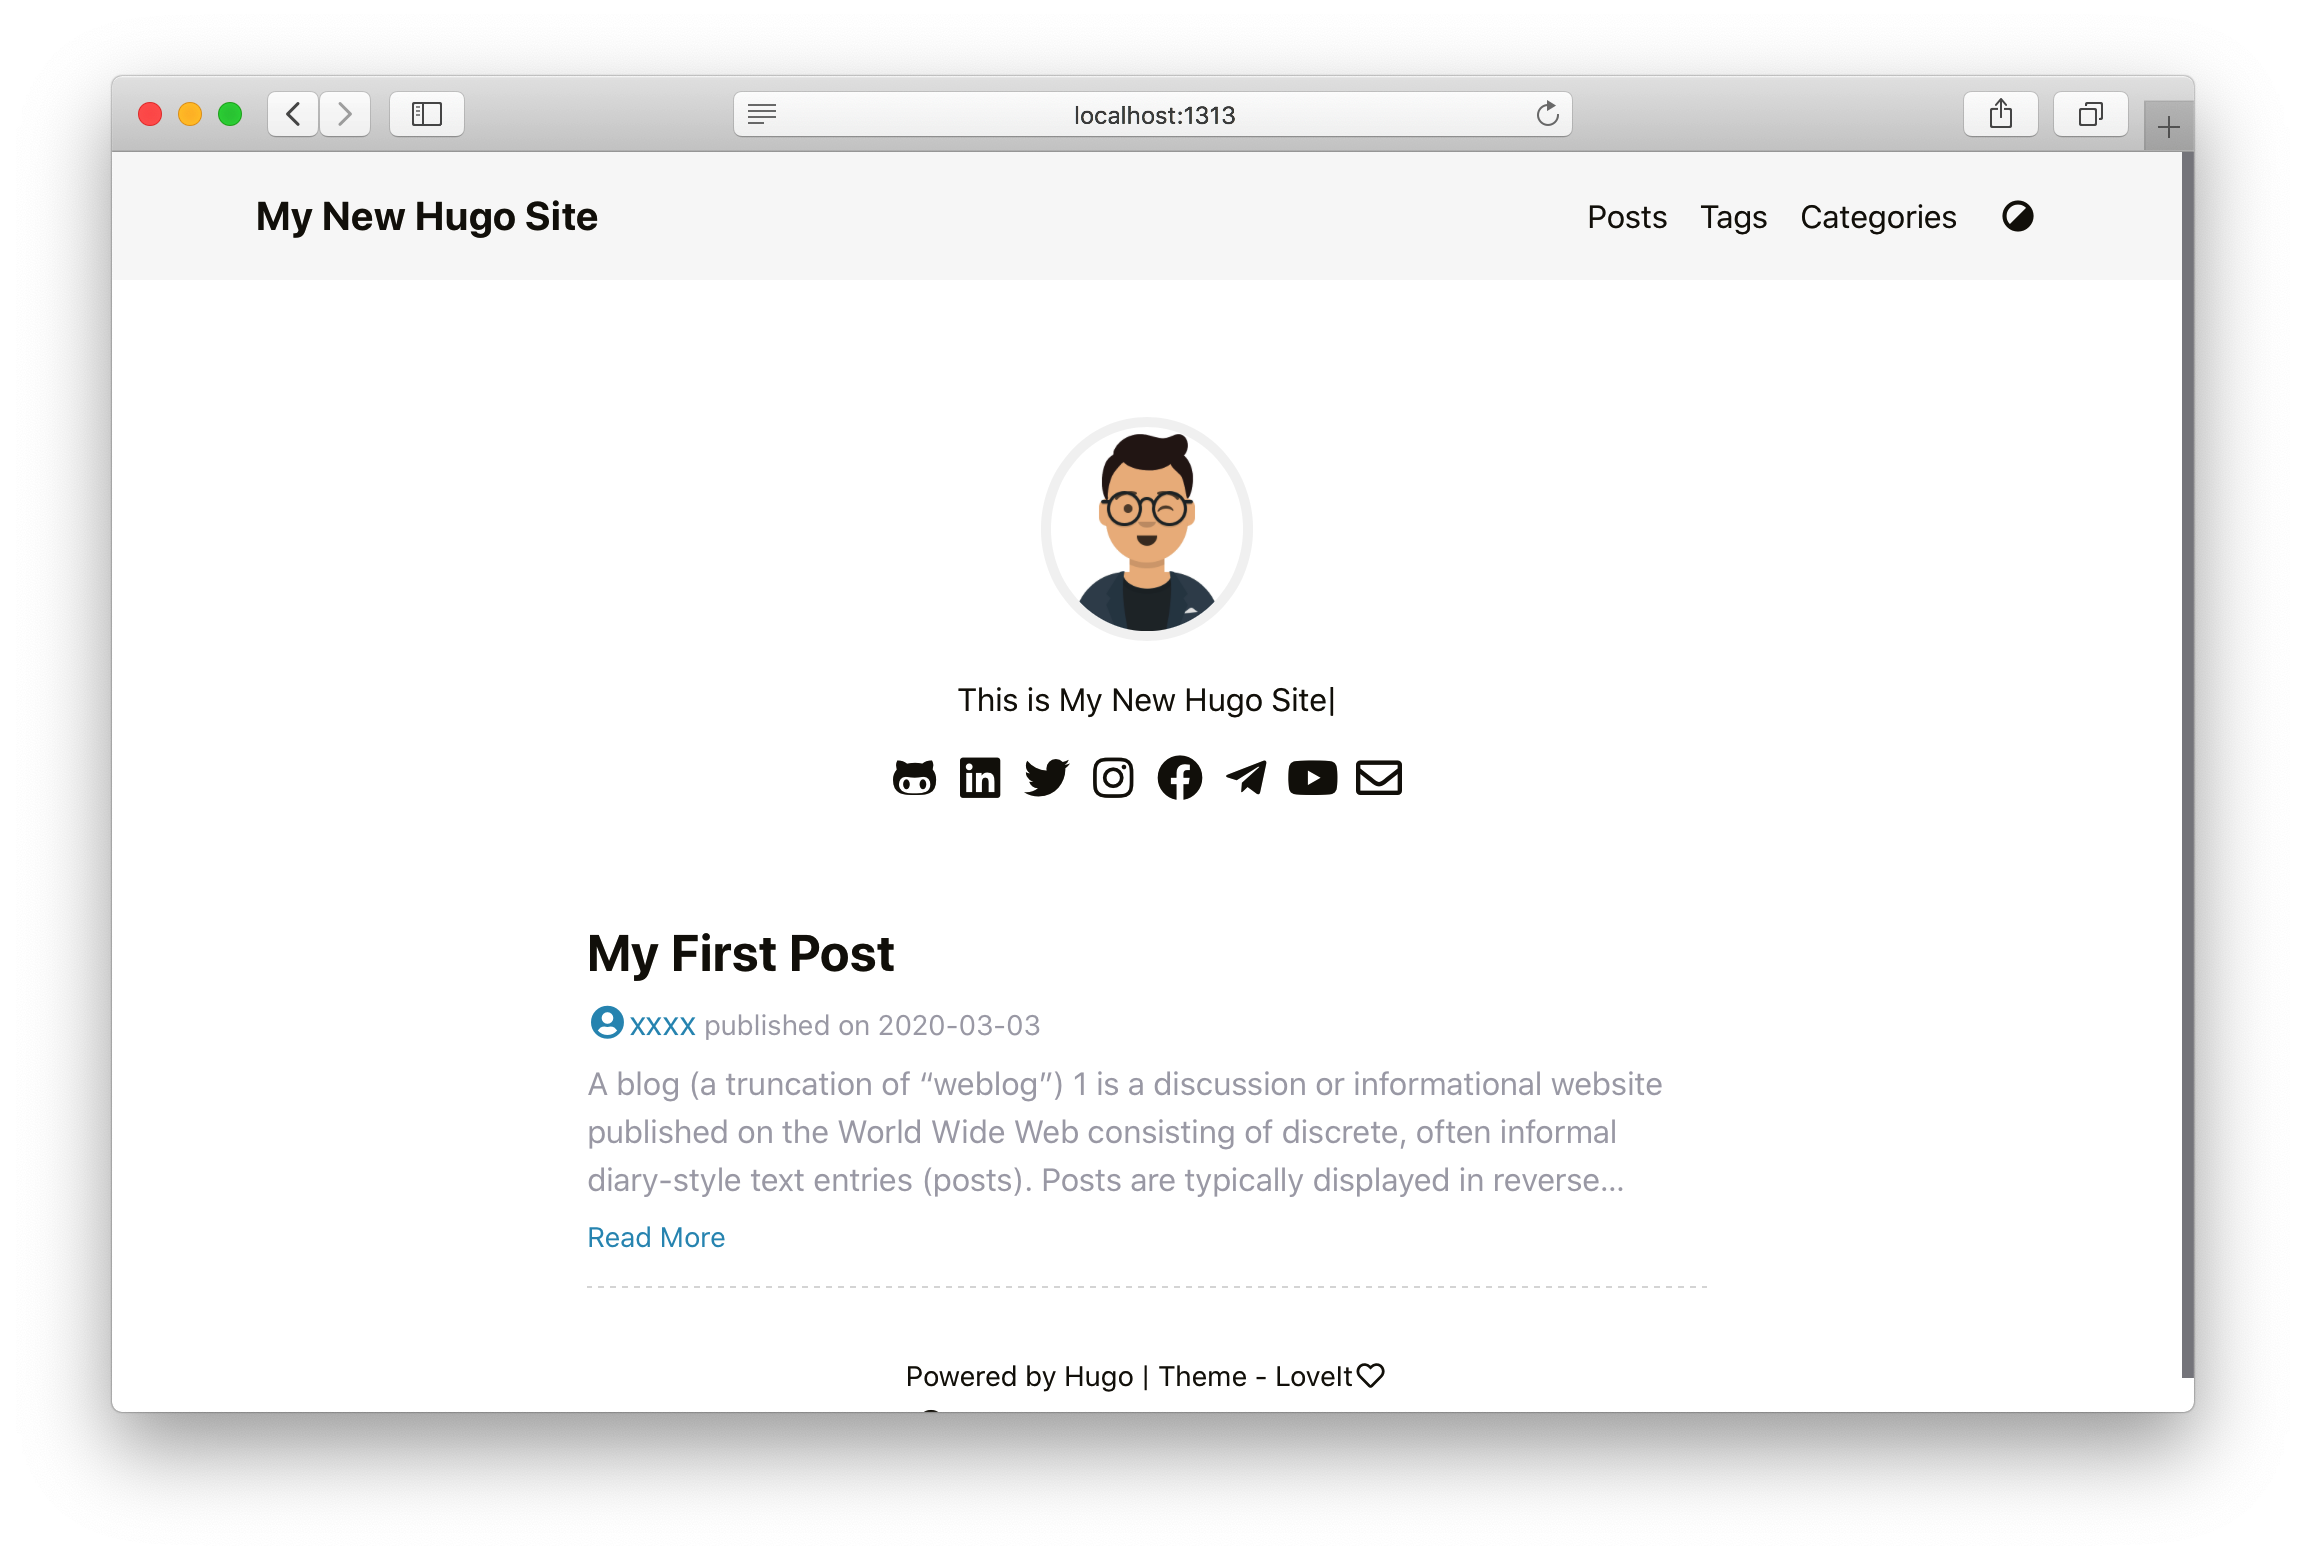 localhost:1313
My New Hugo Site
Posts Tags Categories
This is My New Hugo Site|
in
My First Post
xxxx published on 2020-03-03
A blog (a truncation of “weblog”) 1 is a discussion or informational website
published on the World Wide Web consisting of discrete, often informal
diary-style text entries (posts). Posts are typically displayed in reverse...
Read More
Powered by Hugo | Theme - LoveIt